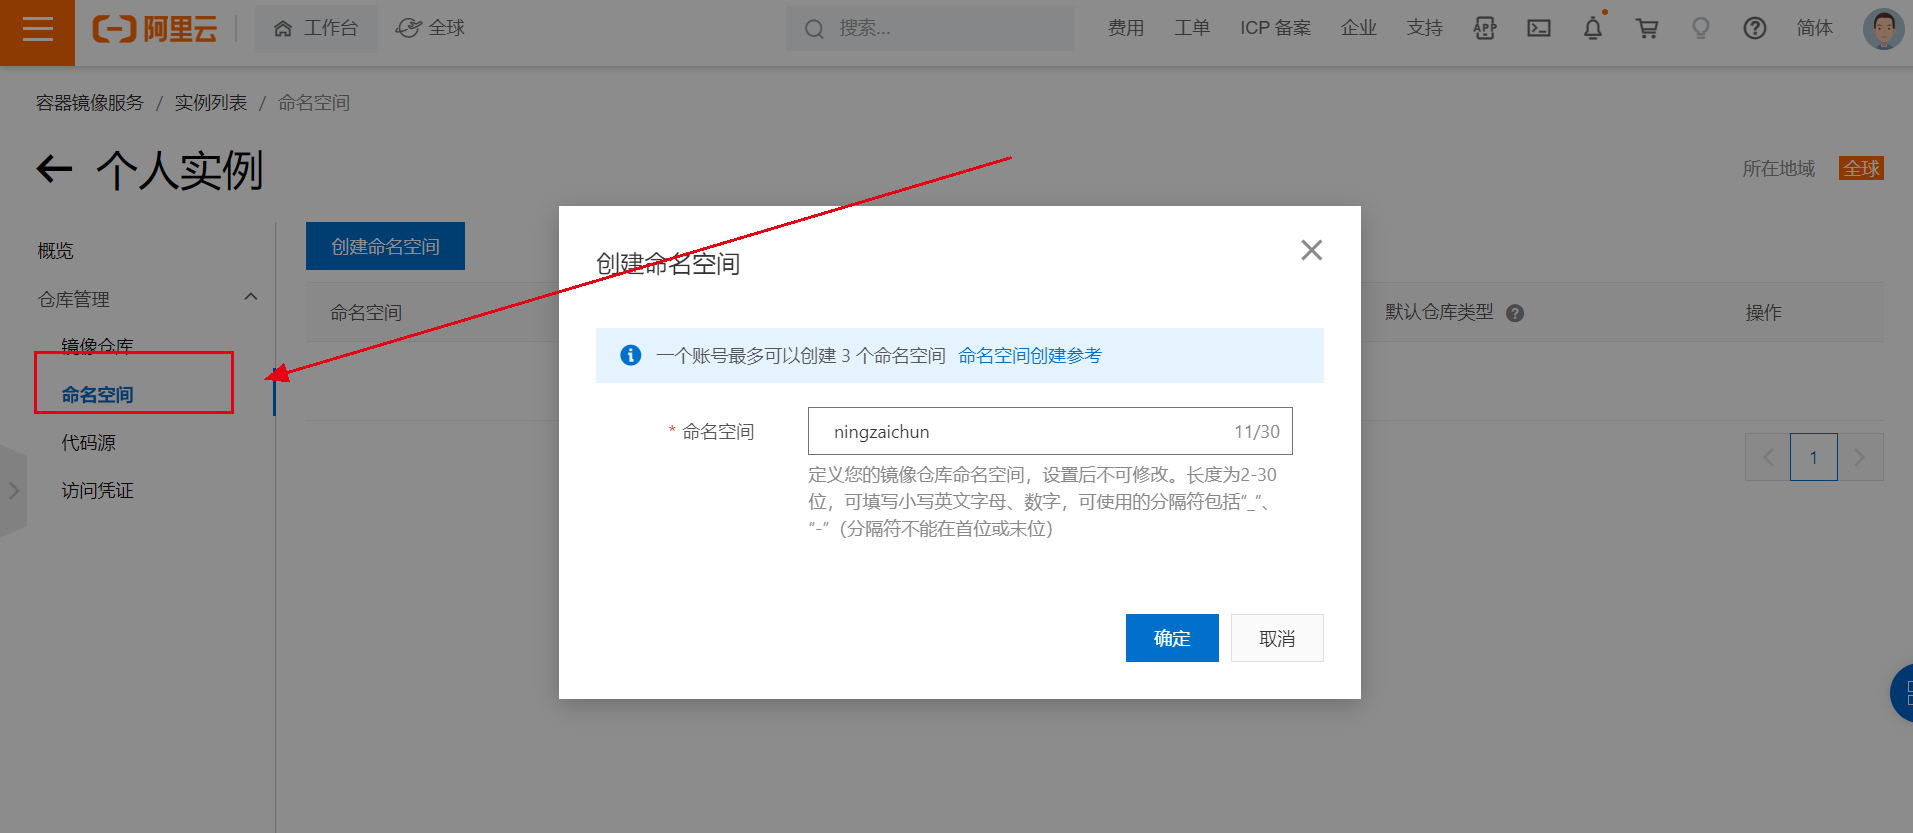 阿里云 工作台 全球 搜索... 费用 工单 ICP 备案 企业 支持 APP 简体
容器镜像服务 / 实例列表 / 命名空间
个人实例
所在地域 全球
概览
仓库管理
镜像仓库
命名空间
代码源
访问凭证
创建命名空间
命名空间 默认仓库类型 操作
1
创建命名空间
一个账号最多可以创建 3 个命名空间 命名空间创建参考
* 命名空间 ningzaichun 11/30
定义您的镜像仓库命名空间，设置后不可修改。长度为2-30
位，可填写小写英文字母、数字，可使用的分隔符包括“_”、
“-”（分隔符不能在首位或末位）
确定 取消